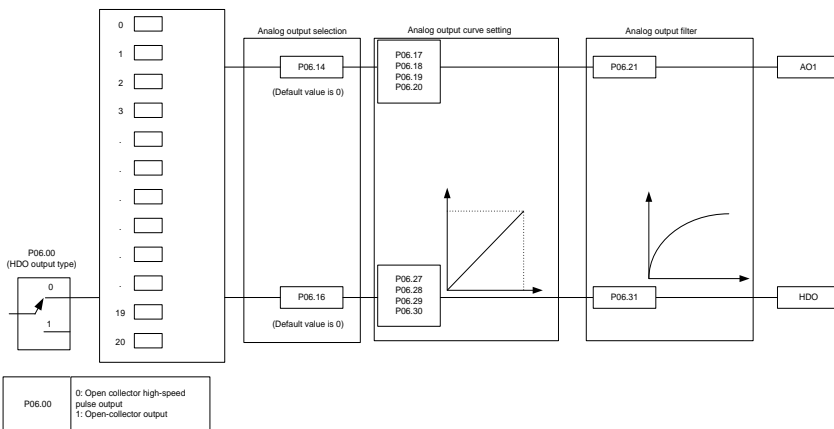 0
Analog output selection
Analog output curve setting
Analog output filter
1
P06.14
P06.17
P06.18
P06.19
P06.20
P06.21
AO1
2
(Default value is 0)
3
.
.
.
.
.
.
P06.00
(HDO output type)
0
1
P06.16
P06.27
P06.28
P06.29
P06.30
P06.31
HDO
19
(Default value is 0)
20
P06.00
0: Open collector high-speed
pulse output
1: Open-collector output